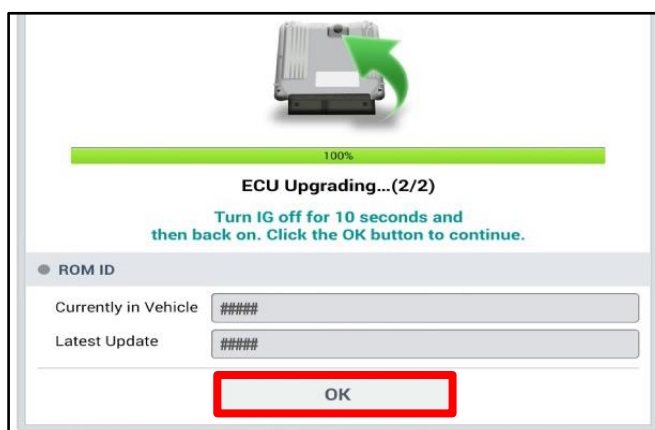 100%
ECU Upgrading...(2/2)
Turn IG off for 10 seconds and
then back on. Click the OK button to continue.
ROM ID
Currently in Vehicle #####
Latest Update #####
OK